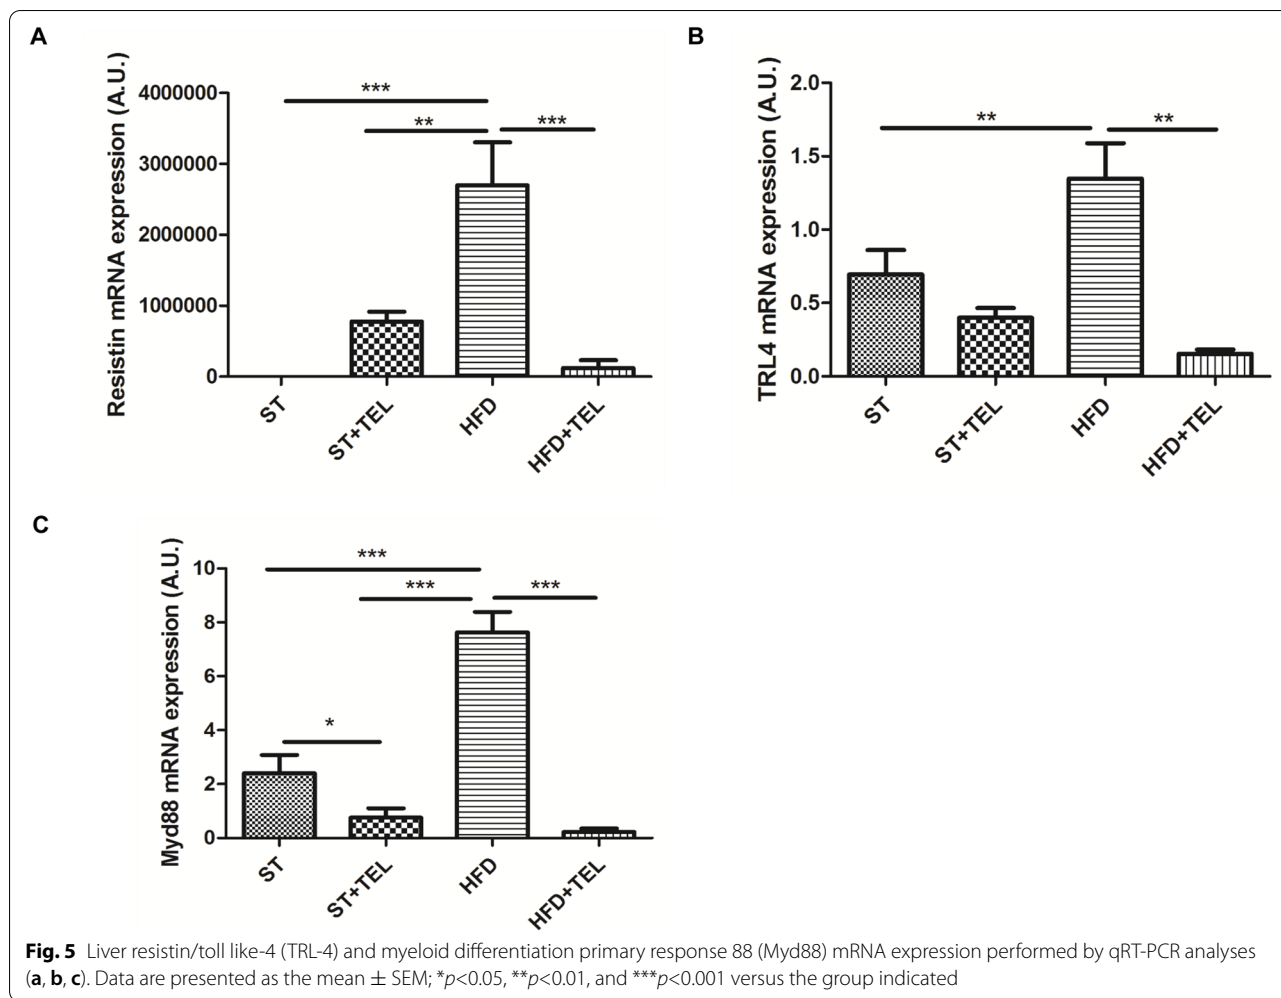 A
Resistin mRNA expression (A.U.)
4000000
3000000
2000000
1000000
0
***
**
***
ST
ST+TEL
HFD
HFD+TEL
B
TRL4 mRNA expression (A.U.)
2.0
1.5
1.0
0.5
0.0
**
**
ST
ST+TEL
HFD
HFD+TEL
C
Myd88 mRNA expression (A.U.)
10
8
6
4
2
0
***
***
***
*
ST
ST+TEL
HFD
HFD+TEL
Fig. 5 Liver resistin/toll like-4 (TRL-4) and myeloid differentiation primary response 88 (Myd88) mRNA expression performed by qRT-PCR analyses
(a, b, c). Data are presented as the mean ± SEM; *p<0.05, **p<0.01, and ***p<0.001 versus the group indicated